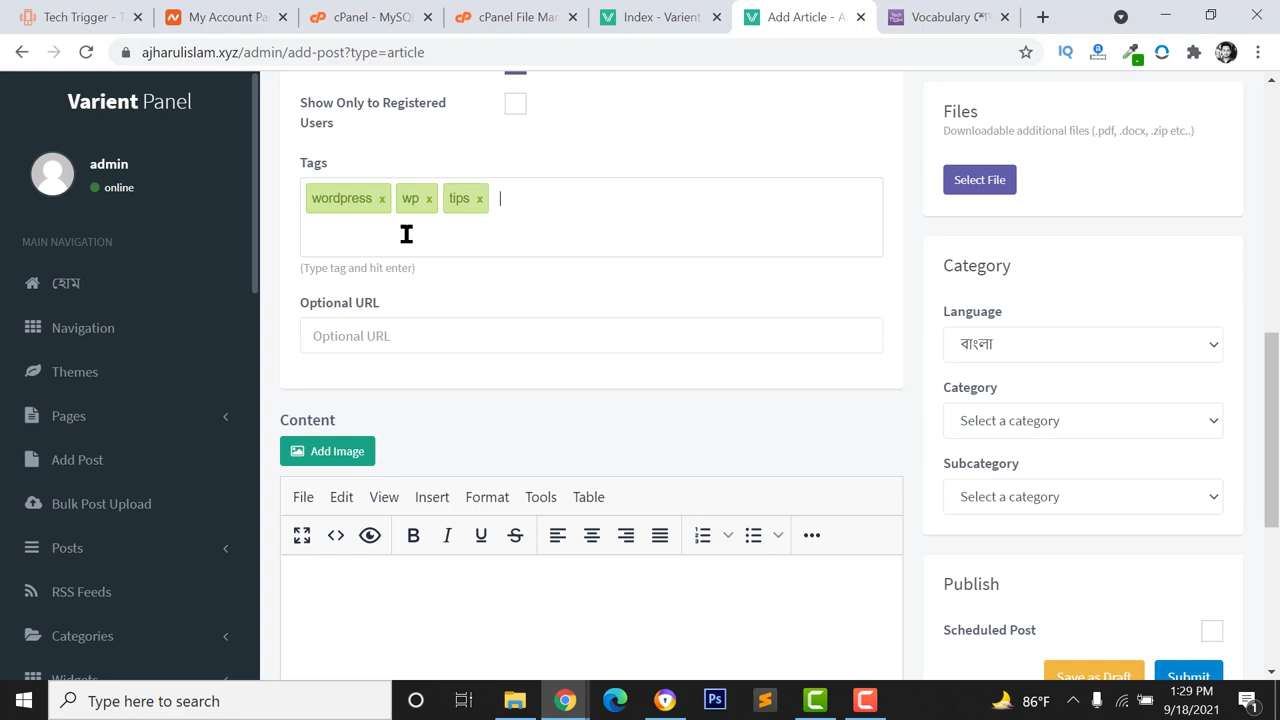 Tech Trigger - T
My Account Pa
cPanel - MySQL
cPanel File Man
Index - Varient
Add Article - A
ajharulislam.xyz/admin/add-post?type=article
Varient Panel
admin
online
MAIN NAVIGATION
হোম
Navigation
Themes
Pages
Add Post
Bulk Post Upload
Posts
RSS Feeds
Categories
Widgets
Show Only to Registered
Users
Tags
wordpress x wp x tips x
(Type tag and hit enter)
Optional URL
Optional URL
Content
Add Image
File Edit View Insert Format Tools Table
Files
Downloadable additional files (.pdf, .docx, .zip etc..)
Select File
Category
Language
বাংলা
Category
Select a category
Subcategory
Select a category
Publish
Scheduled Post
Save as Draft Submit
Type here to search
86°F
1:29 PM
9/18/2021